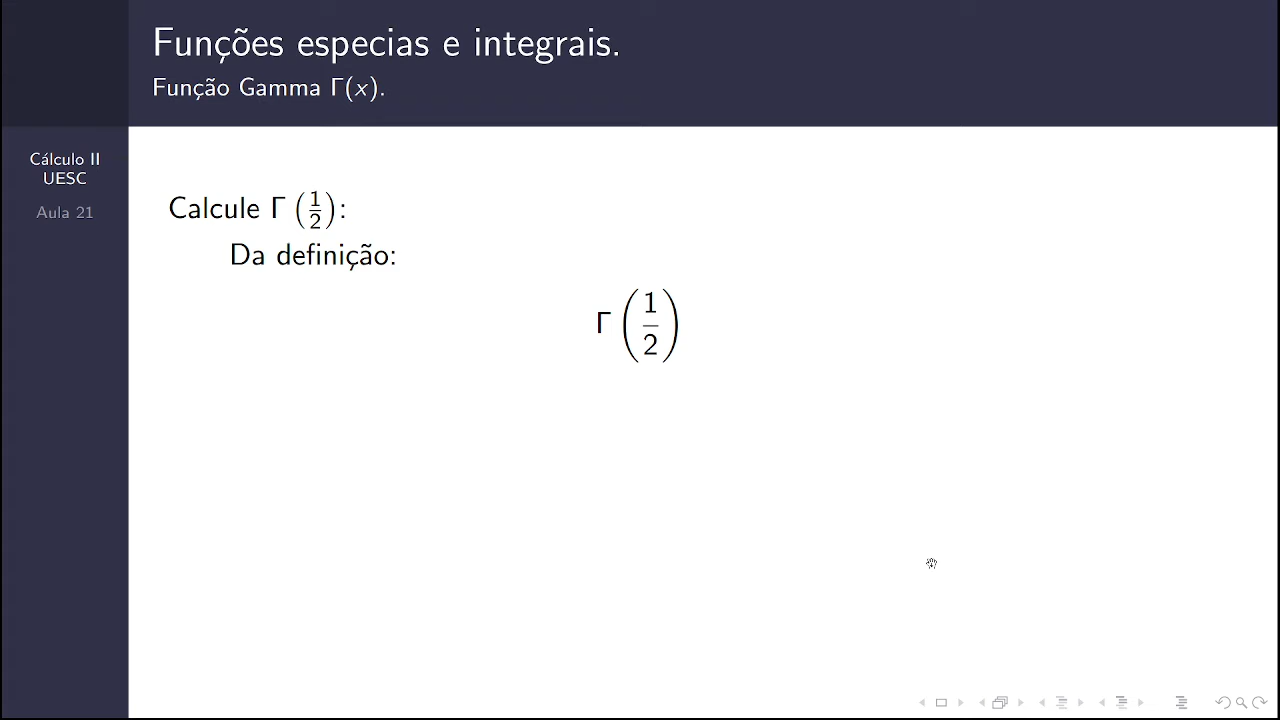 Funções especias e integrais.
Função Gamma Γ(x).
Cálculo II
UESC
Aula 21
Calcule Γ(1/2):
Da definição:
Γ(1/2)